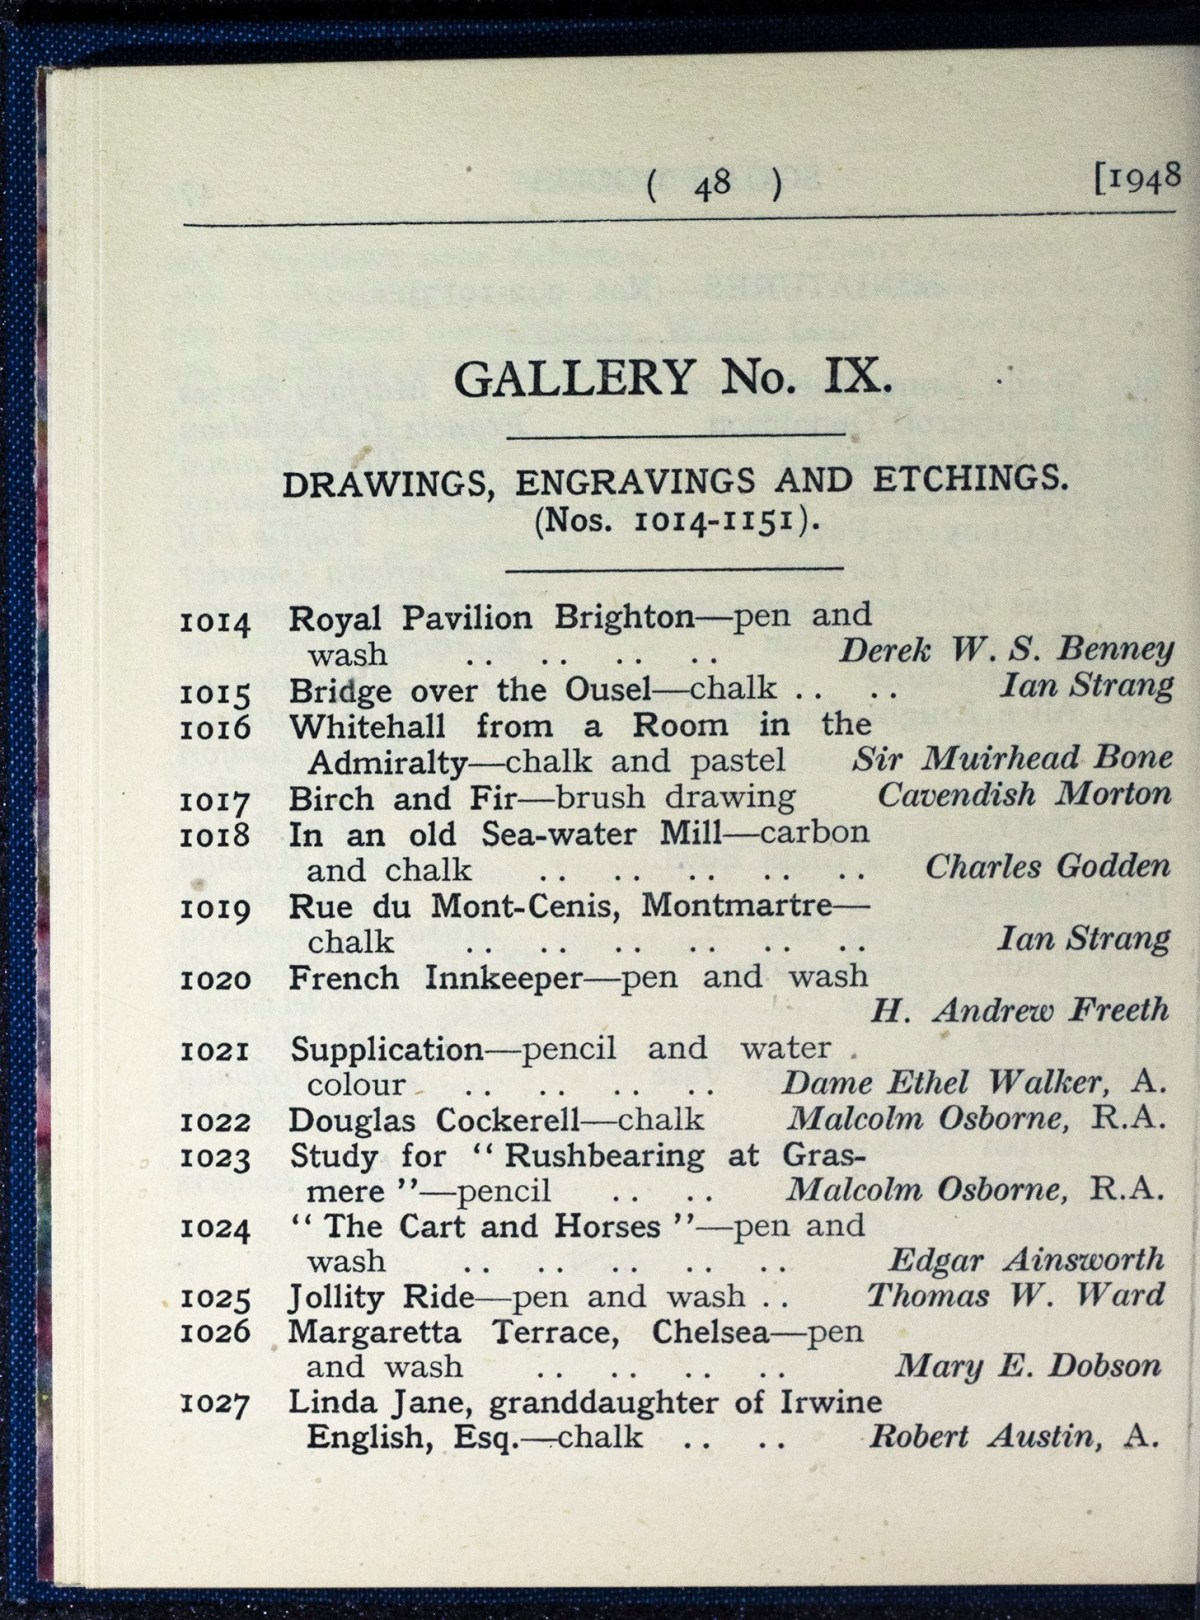 ( 48 ) [1948
GALLERY No. IX.
DRAWINGS, ENGRAVINGS AND ETCHINGS.
(Nos. 1014-1151).
1014 Royal Pavilion Brighton—pen and
wash .. .. .. .. Derek W. S. Benney
1015 Bridge over the Ousel—chalk .. .. Ian Strang
1016 Whitehall from a Room in the
Admiralty—chalk and pastel Sir Muirhead Bone
1017 Birch and Fir—brush drawing Cavendish Morton
1018 In an old Sea-water Mill—carbon
and chalk .. .. .. .. .. Charles Godden
1019 Rue du Mont-Cenis, Montmartre—
chalk .. .. .. .. .. .. Ian Strang
1020 French Innkeeper—pen and wash
H. Andrew Freeth
1021 Supplication—pencil and water
colour .. .. .. .. Dame Ethel Walker, A.
1022 Douglas Cockerell—chalk Malcolm Osborne, R.A.
1023 Study for “ Rushbearing at Gras-
mere ”—pencil .. .. Malcolm Osborne, R.A.
1024 “ The Cart and Horses ”—pen and
wash .. .. .. .. .. Edgar Ainsworth
1025 Jollity Ride—pen and wash .. Thomas W. Ward
1026 Margaretta Terrace, Chelsea—pen
and wash .. .. .. .. Mary E. Dobson
1027 Linda Jane, granddaughter of Irwine
English, Esq.—chalk .. .. Robert Austin, A.